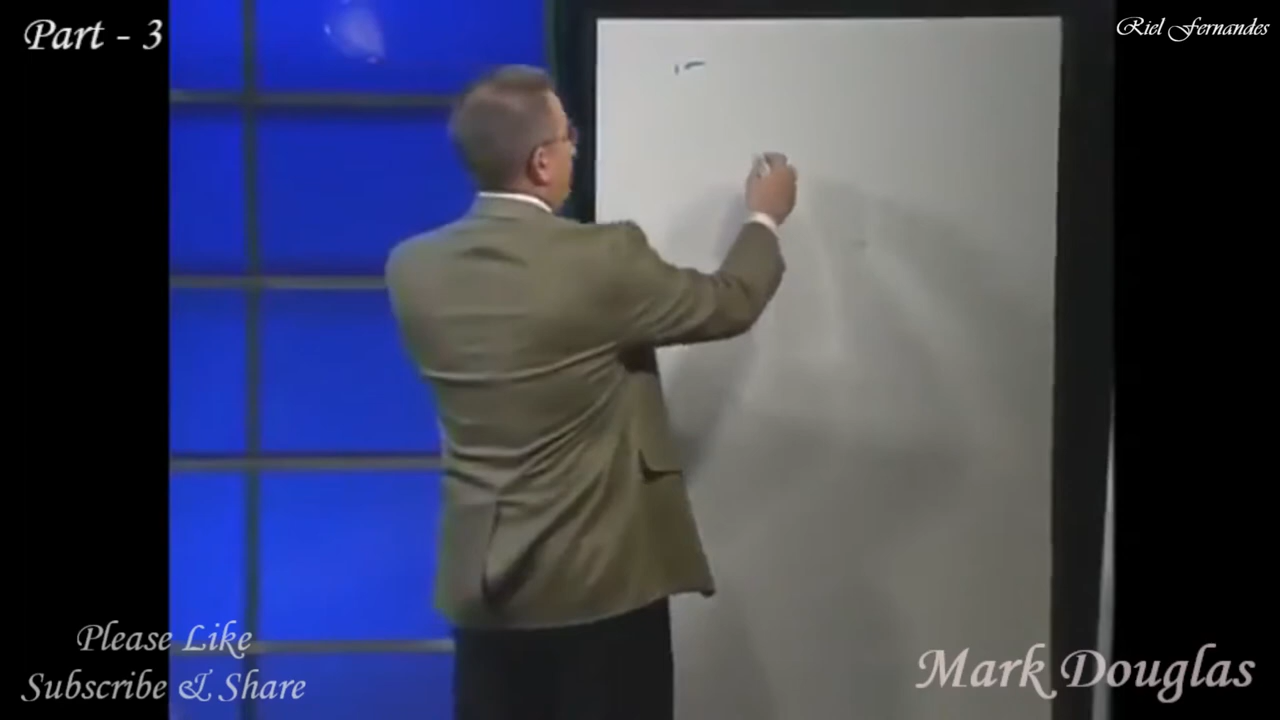 Part - 3
Riel Fernandes
Please Like
Subscribe & Share
Mark Douglas